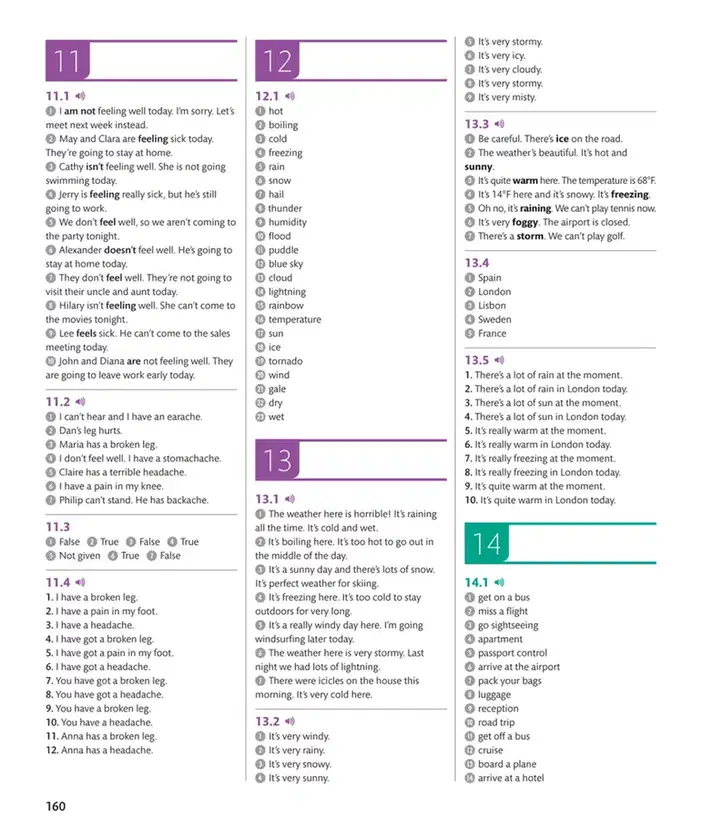 11
11.1
1 I am not feeling well today. I'm sorry. Let's
meet next week instead.
2 May and Clara are feeling sick today.
They're going to stay at home.
3 Cathy isn't feeling well. She is not going
swimming today.
4 Jerry is feeling really sick, but he's still
going to work.
5 We don't feel well, so we aren't coming to
the party tonight.
6 Alexander doesn't feel well. He's going to
stay at home today.
7 They don't feel well. They're not going to
visit their uncle and aunt today.
8 Hilary isn't feeling well. She can't come to
the movies tonight.
9 Lee feels sick. He can't come to the sales
meeting today.
10 John and Diana are not feeling well. They
are going to leave work early today.
11.2
1 I can't hear and I have an earache.
2 Dan's leg hurts.
3 Maria has a broken leg.
4 I don't feel well. I have a stomachache.
5 Claire has a terrible headache.
6 I have a pain in my knee.
7 Philip can't stand. He has backache.
11.3
1 False 2 True 3 False 4 True
5 Not given 6 True 7 False
11.4
1. I have a broken leg.
2. I have a pain in my foot.
3. I have a headache.
4. I have got a broken leg.
5. I have got a pain in my foot.
6. I have got a headache.
7. You have got a broken leg.
8. You have got a headache.
9. You have a broken leg.
10. You have a headache.
11. Anna has a broken leg.
12. Anna has a headache.
12
12.1
1 hot
2 boiling
3 cold
4 freezing
5 rain
6 snow
7 hail
8 thunder
9 humidity
10 flood
11 puddle
12 blue sky
13 cloud
14 lightning
15 rainbow
16 temperature
17 sun
18 ice
19 tornado
20 wind
21 gale
22 dry
23 wet
13
13.1
1 The weather here is horrible! It's raining
all the time. It's cold and wet.
2 It's boiling here. It's too hot to go out in
the middle of the day.
3 It's a sunny day and there's lots of snow.
It's perfect weather for skiing.
4 It's freezing here. It's too cold to stay
outdoors for very long.
5 It's a really windy day here. I'm going
windsurfing later today.
6 The weather here is very stormy. Last
night we had lots of lightning.
7 There were icicles on the house this
morning. It's very cold here.
13.2
1 It's very windy.
2 It's very rainy.
3 It's very snowy.
4 It's very sunny.
5 It's very stormy.
6 It's very icy.
7 It's very cloudy.
8 It's very stormy.
9 It's very misty.
13.3
1 Be careful. There's ice on the road.
2 The weather's beautiful. It's hot and
sunny.
3 It's quite warm here. The temperature is 68°F.
4 It's 14°F here and it's snowy. It's freezing.
5 Oh no, it's raining. We can't play tennis now.
6 It's very foggy. The airport is closed.
7 There's a storm. We can't play golf.
13.4
1 Spain
2 London
3 Lisbon
4 Sweden
5 France
13.5
1. There's a lot of rain at the moment.
2. There's a lot of rain in London today.
3. There's a lot of sun at the moment.
4. There's a lot of sun in London today.
5. It's really warm at the moment.
6. It's really warm in London today.
7. It's really freezing at the moment.
8. It's really freezing in London today.
9. It's quite warm at the moment.
10. It's quite warm in London today.
14
14.1
1 get on a bus
2 miss a flight
3 go sightseeing
4 apartment
5 passport control
6 arrive at the airport
7 pack your bags
8 luggage
9 reception
10 road trip
11 get off a bus
12 cruise
13 board a plane
14 arrive at a hotel
160